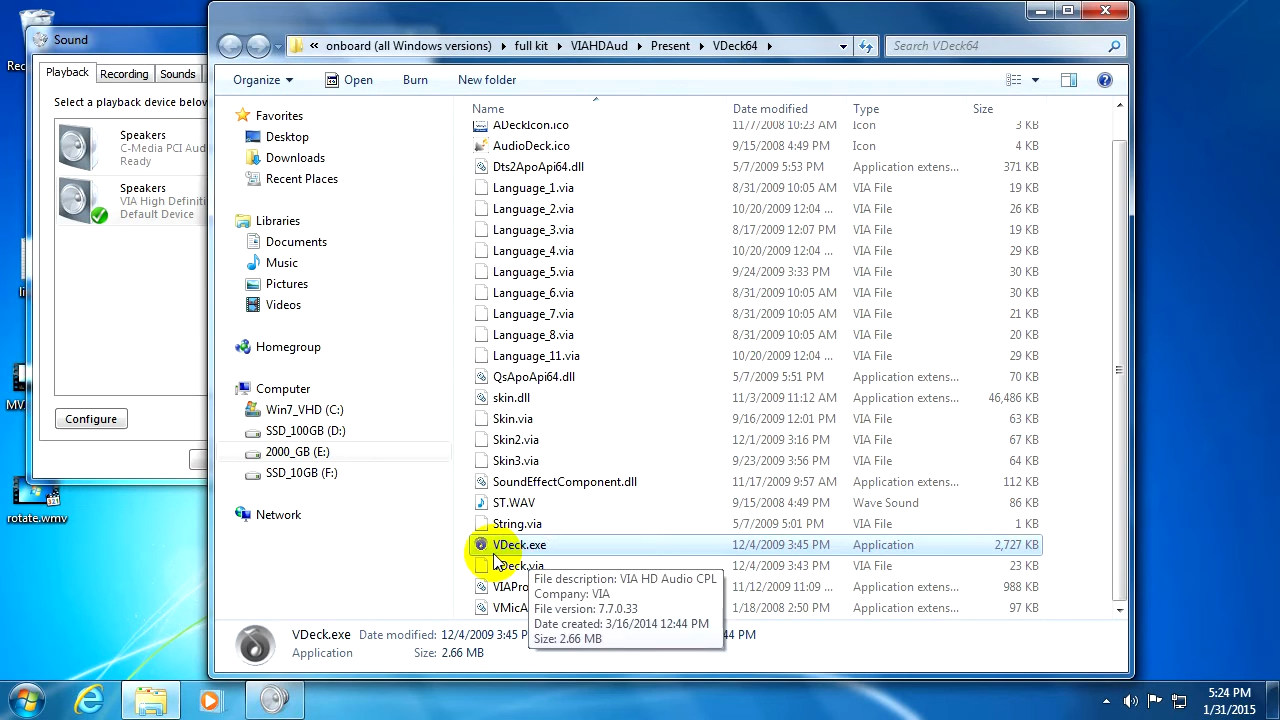 Rec
Sound
Playback
Recording
Sounds
Select a playback device below
Speakers
C-Media PCI Aud
Ready
Speakers
VIA High Definiti
Default Device
Configure
MV
rotate.wmv
« onboard (all Windows versions) ▸ full kit ▸ VIAHDAud ▸ Present ▸ VDeck64 ▸
Search VDeck64
Organize
Open
Burn
New folder
Favorites
Desktop
Downloads
Recent Places
Libraries
Documents
Music
Pictures
Videos
Homegroup
Computer
Win7_VHD (C:)
SSD_100GB (D:)
2000_GB (E:)
SSD_10GB (F:)
Network
Name Date modified Type Size
ADeckIcon.ico 11/7/2008 10:23 AM Icon 3 KB
AudioDeck.ico 9/15/2008 4:49 PM Icon 4 KB
Dts2ApoApi64.dll 5/7/2009 5:53 PM Application extens... 371 KB
Language_1.via 8/31/2009 10:05 AM VIA File 19 KB
Language_2.via 10/20/2009 12:04 ... VIA File 26 KB
Language_3.via 8/31/2009 12:07 PM VIA File 19 KB
Language_4.via 10/20/2009 12:04 ... VIA File 29 KB
Language_5.via 9/24/2009 3:33 PM VIA File 30 KB
Language_6.via 8/31/2009 10:05 AM VIA File 30 KB
Language_7.via 8/31/2009 10:05 AM VIA File 21 KB
Language_8.via 8/31/2009 10:05 AM VIA File 20 KB
Language_11.via 10/20/2009 12:04 ... VIA File 29 KB
QsApoApi64.dll 5/7/2009 5:51 PM Application extens... 70 KB
skin.dll 11/3/2009 11:12 AM Application extens... 46,486 KB
Skin.via 9/16/2009 12:01 PM VIA File 63 KB
Skin2.via 12/1/2009 3:16 PM VIA File 67 KB
Skin3.via 9/23/2009 3:56 PM VIA File 64 KB
SoundEffectComponent.dll 11/17/2009 9:57 AM Application extens... 112 KB
ST.WAV 9/15/2008 4:49 PM Wave Sound 86 KB
String.via 5/7/2009 5:01 PM VIA File 1 KB
VDeck.exe 12/4/2009 3:45 PM Application 2,727 KB
VDeck.via 12/4/2009 3:43 PM VIA File 23 KB
VIAPro 11/12/2009 11:09 ... Application extens... 988 KB
VMicA 1/18/2008 2:50 PM Application extens... 97 KB
File description: VIA HD Audio CPL
Company: VIA
File version: 7.7.0.33
Date created: 3/16/2014 12:44 PM
Size: 2.66 MB
VDeck.exe Date modified: 12/4/2009 3:45 P 44 PM
Application Size: 2.66 MB
5:24 PM
1/31/2015